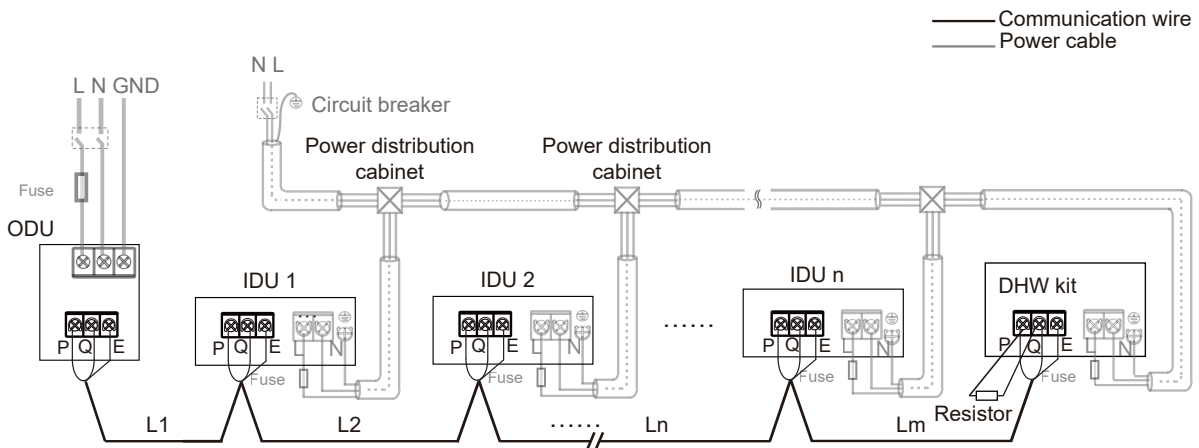 Communication wire
Power cable
N L
L N GND
Circuit breaker
Power distribution
cabinet
Power distribution
cabinet
Fuse
ODU
IDU 1
IDU 2
IDU n
DHW kit
P Q E
P Q E
L N
Fuse
P Q E
L N
Fuse
......
P Q E
L N
Fuse
P Q E
Fuse
Resistor
L1
L2
......
Ln
Lm